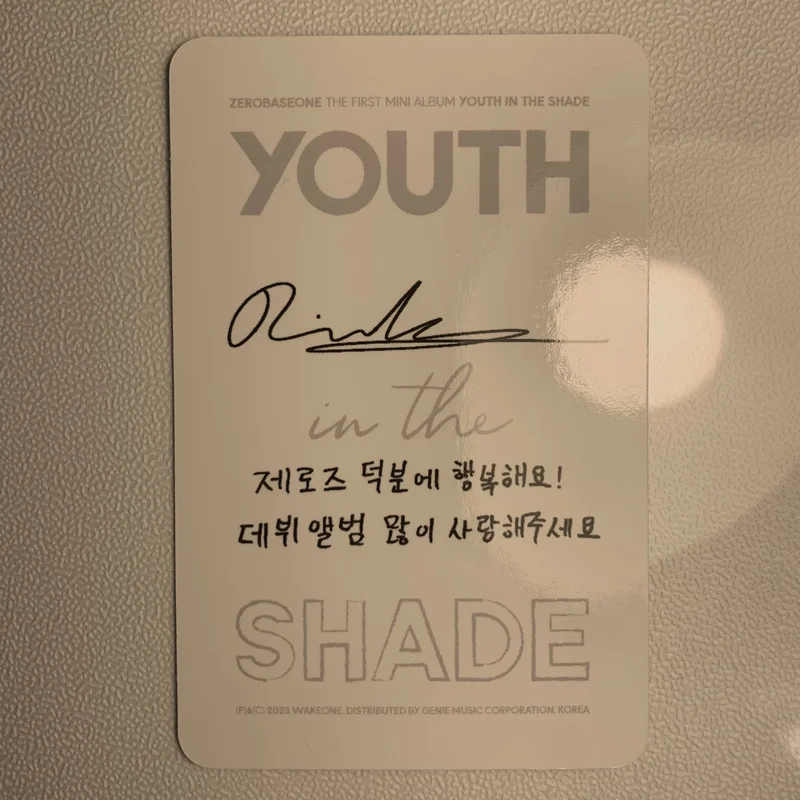 ZEROBASEONE THE FIRST MINI ALBUM YOUTH IN THE SHADE
YOUTH
in the
제로즈 덕분에 행복해요!
데뷔 앨범 많이 사랑해주세요
SHADE
(P)&(C) 2023 WAKEONE. DISTRIBUTED BY GENIE MUSIC CORPORATION. KOREA